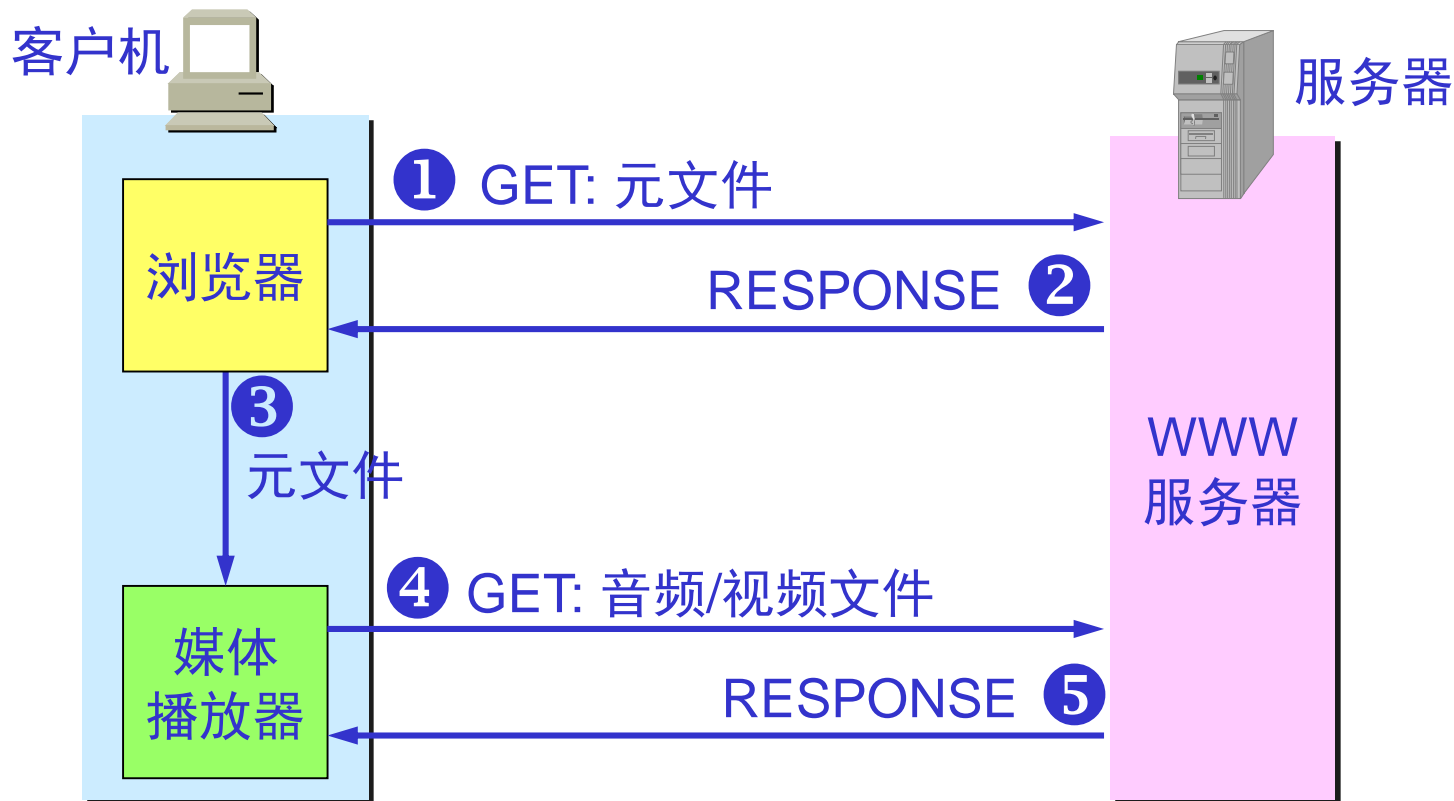 客户机
服务器
❶ GET: 元文件
浏览器
RESPONSE ❷
❸
元文件
WWW
服务器
❹ GET: 音频/视频文件
媒体
播放器
RESPONSE ❺